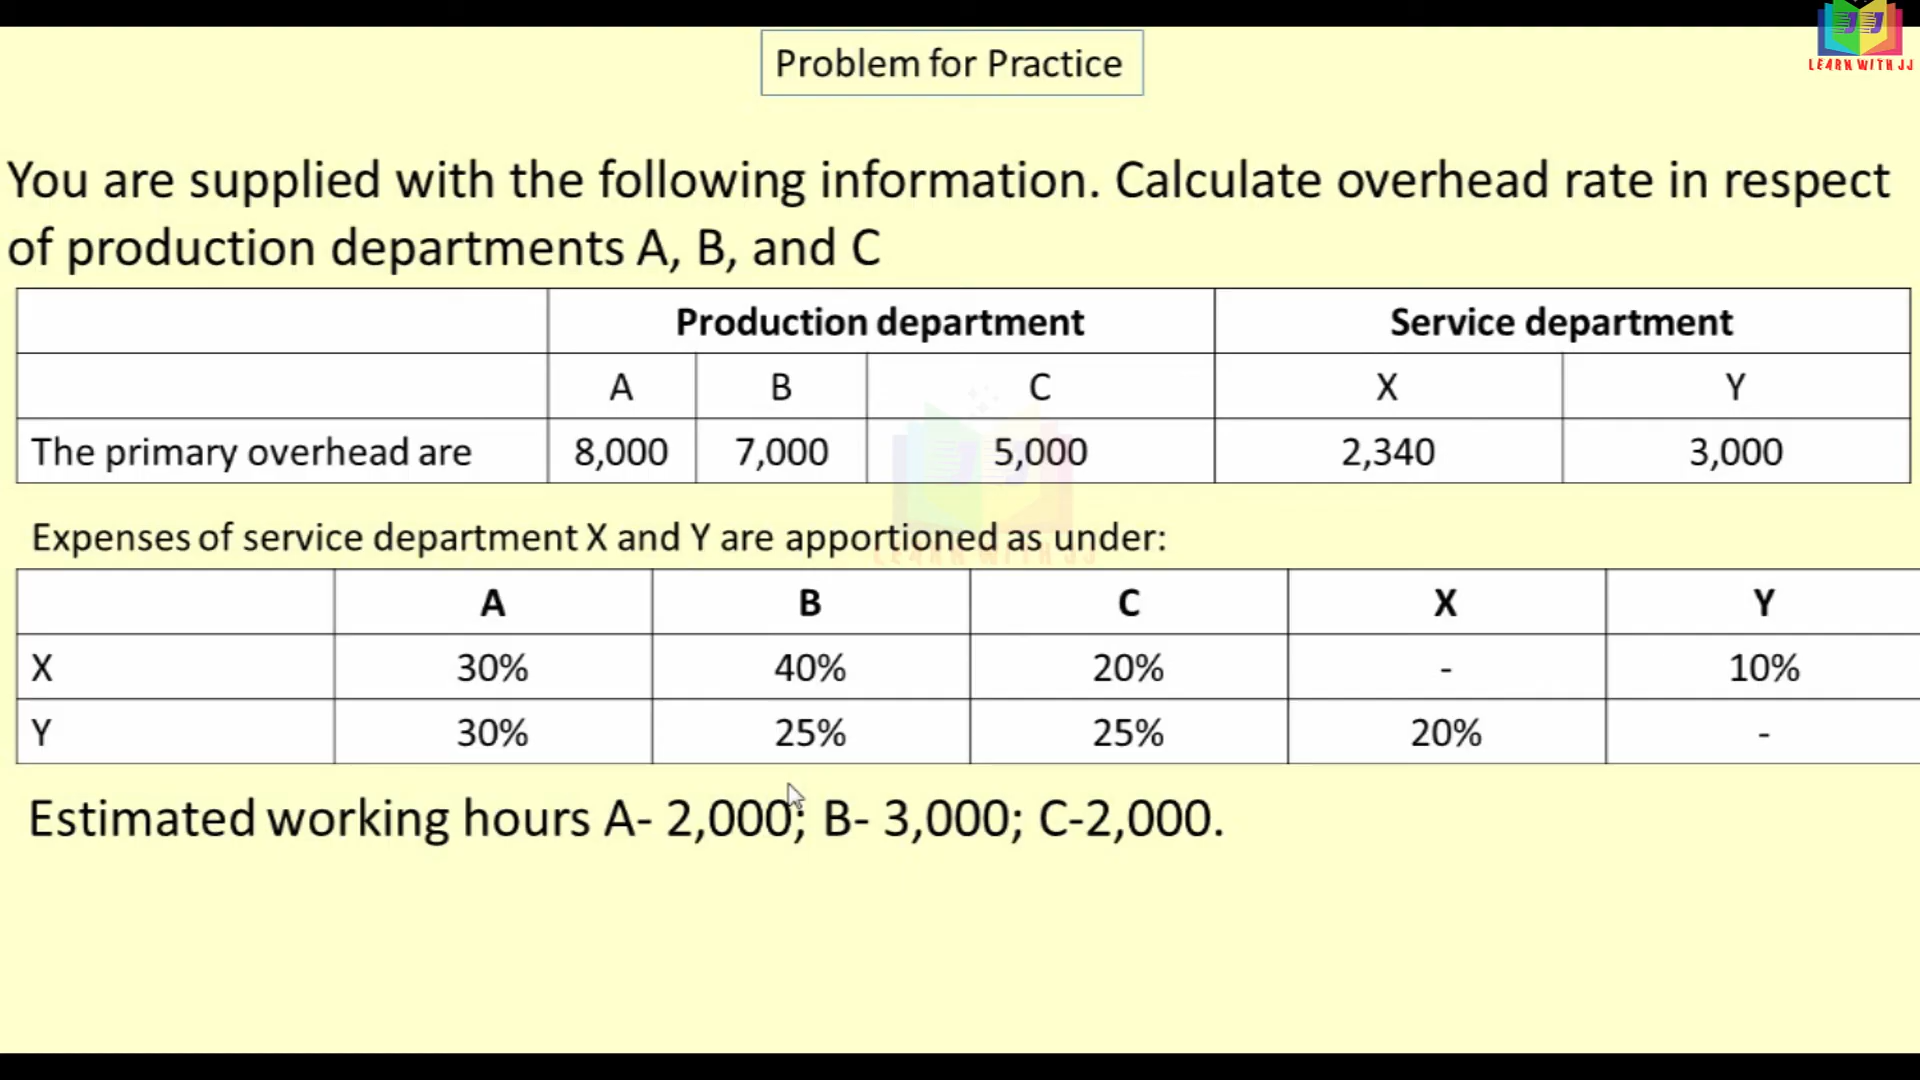 LEARN WITH JJ
Problem for Practice
You are supplied with the following information. Calculate overhead rate in respect
of production departments A, B, and C
Production department Service department
A B C X Y
The primary overhead are 8,000 7,000 5,000 2,340 3,000
Expenses of service department X and Y are apportioned as under:
A B C X Y
X 30% 40% 20% - 10%
Y 30% 25% 25% 20% -
Estimated working hours A- 2,000; B- 3,000; C-2,000.
LEARN WITH JJ